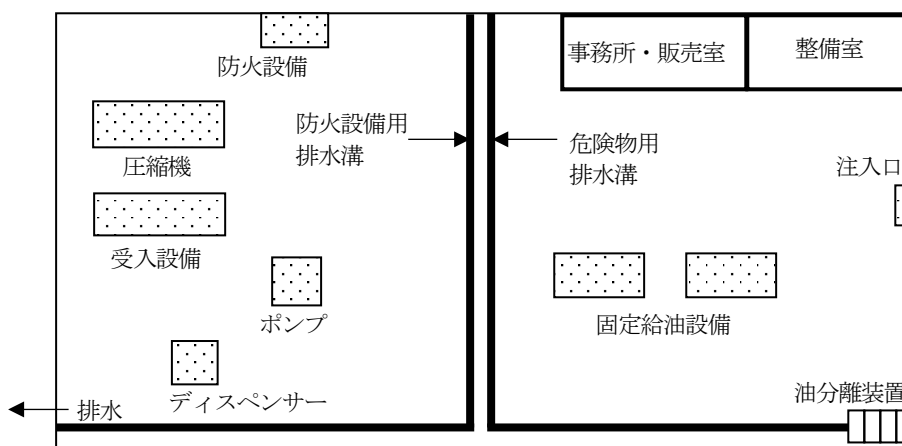 防火設備
事務所・販売室
整備室
防火設備用
排水溝
危険物用
排水溝
圧縮機
注入口
受入設備
ポンプ
固定給油設備
ディスペンサー
油分離装置
排水